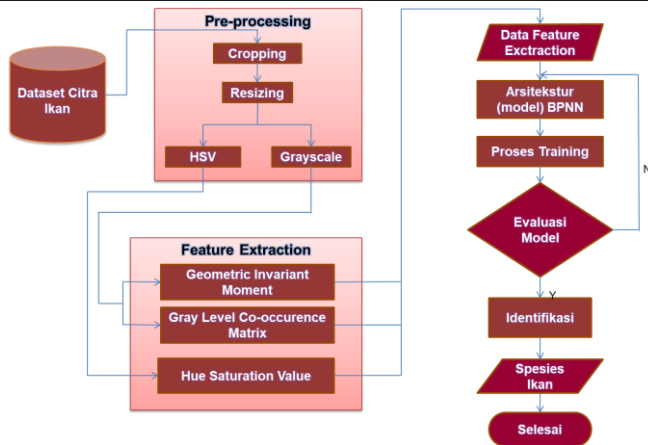 Pre-processing
Dataset Citra
Ikan
Cropping
Resizing
HSV
Grayscale
Feature Extraction
Geometric Invariant
Moment
Gray Level Co-occurence
Matrix
Hue Saturation Value
Data Feature
Exctraction
Arsitekstur
(model) BPNN
Proses Training
N
Evaluasi
Model
Y
Identifikasi
Spesies
Ikan
Selesai